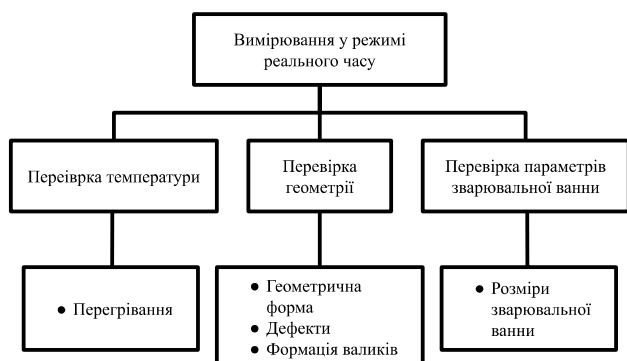 Вимірювання у режимі
реального часу
Переіврка температури
Перевірка
геометрії
Перевірка параметрів
зварювальної ванни
● Перегрівання
● Геометрична
форма
● Дефекти
● Формація валиків
● Розміри
зварювальної
ванни